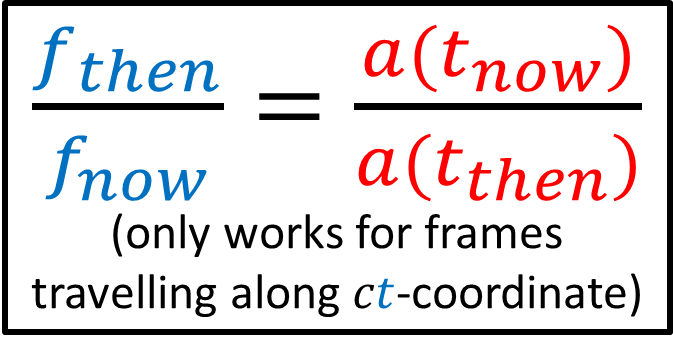 f_then / f_now = a(t_now) / a(t_then)
(only works for frames
travelling along ct-coordinate)